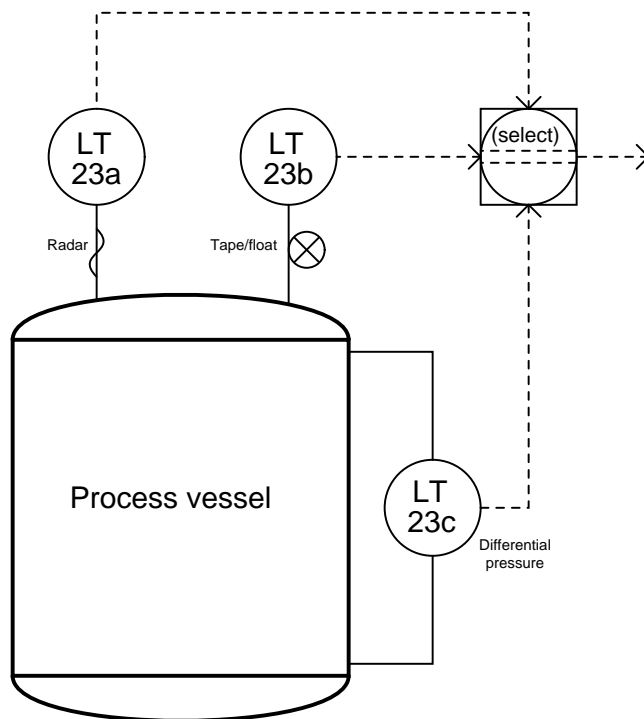 LT
23a
LT
23b
(select)
Radar
Tape/float
Process vessel
LT
23c
Differential
pressure